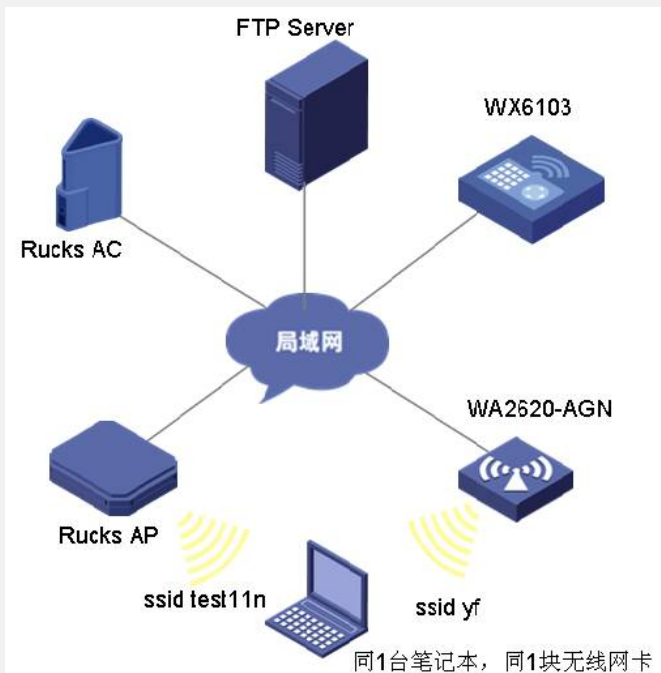 FTP Server
WX6103
Rucks AC
局域网
WA2620-AGN
Rucks AP
ssid test11n
ssid yf
同1台笔记本，同1块无线网卡